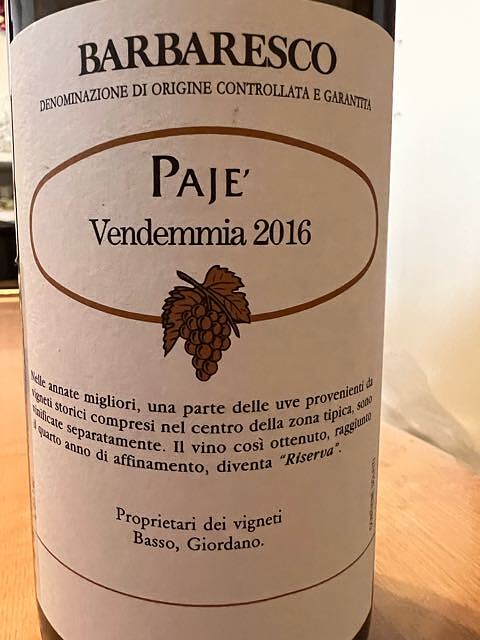 BARBARESCO
DENOMINAZIONE DI ORIGINE CONTROLLATA E GARANTITA
PAJE'
Vendemmia 2016
Nelle annate migliori, una parte delle uve provenienti da
vigneti storici compresi nel centro della zona tipica, sono
vinificate separatamente. Il vino così ottenuto, raggiunto
il quarto anno di affinamento, diventa “Riserva”.
Proprietari dei vigneti
Basso, Giordano.